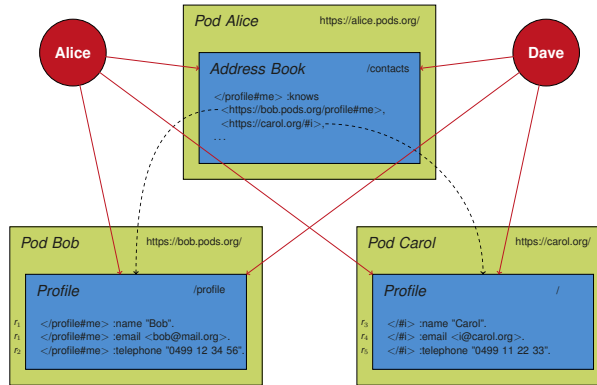 Pod Alice https://alice.pods.org/
Alice
Dave
Address Book /contacts
</profile#me> :knows
<https://bob.pods.org/profile#me>,
<https://carol.org/#i>,
...
Pod Bob https://bob.pods.org/
Profile /profile
r1 </profile#me> :name "Bob".
r1 </profile#me> :email <bob@mail.org>.
r2 </profile#me> :telephone "0499 12 34 56".
Pod Carol https://carol.org/
Profile /
r3 </#i> :name "Carol".
r4 </#i> :email <i@carol.org>.
r5 </#i> :telephone "0499 11 22 33".